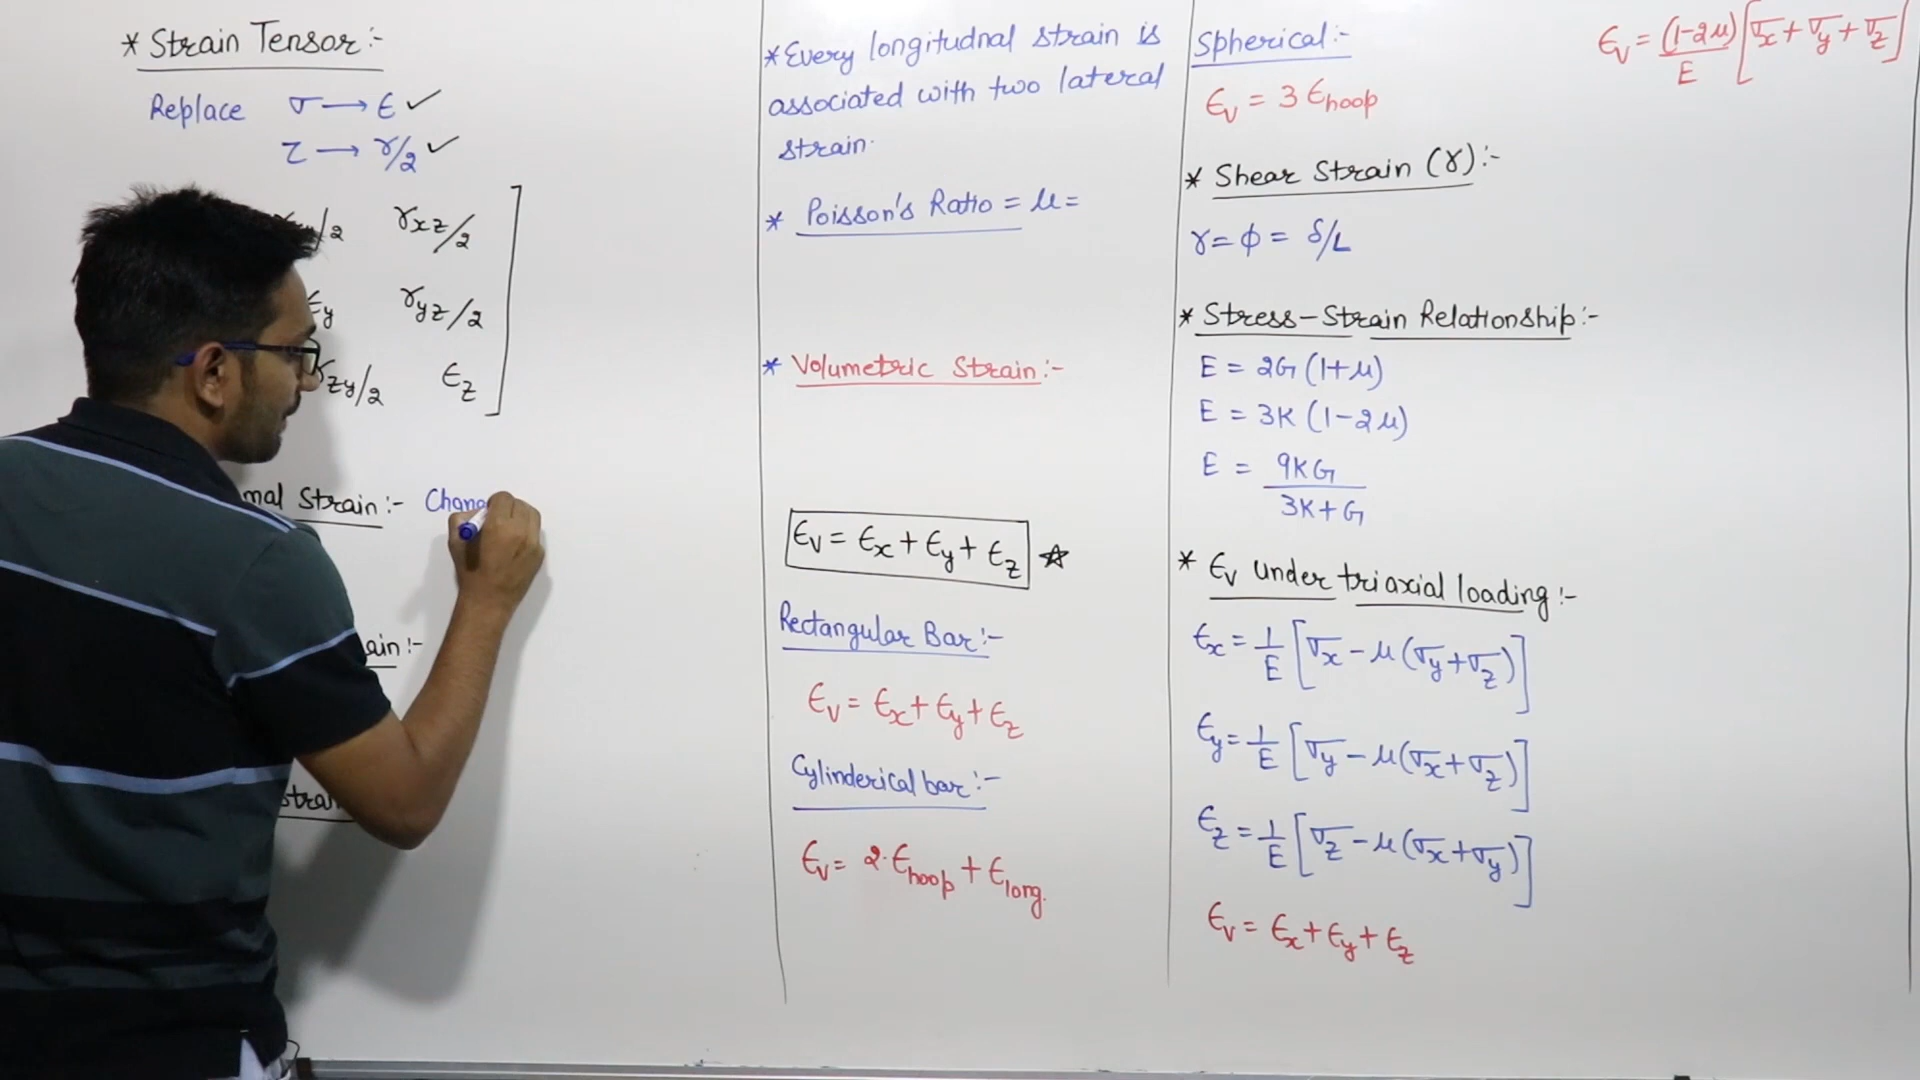 * Strain Tensor:-
Replace σ → ε ✓
τ → γ/2 ✓
/2 γxz/2
εy γyz/2
γzy/2 εz
Strain:- Chang
:-
* Every longitudnal strain is
associated with two lateral
strain.
* Poisson's Ratio = μ =
* Volumetric Strain:-
εv = εx + εy + εz ☆
Rectangular Bar:-
εv = εx + εy + εz
Cylinderical bar:-
εv = 2·εhoop + εlong.
Spherical:-
εv = 3 εhoop
* Shear Strain (γ):-
γ = φ = δ/L
* Stress-Strain Relationship:-
E = 2G (1+μ)
E = 3K (1-2μ)
E = 9KG / 3K+G
* εv under triaxial loading:-
εx = 1/E [σx - μ(σy + σz)]
εy = 1/E [σy - μ(σx + σz)]
εz = 1/E [σz - μ(σx + σy)]
εv = εx + εy + εz
εv = (1-2μ)/E [σx + σy + σz]